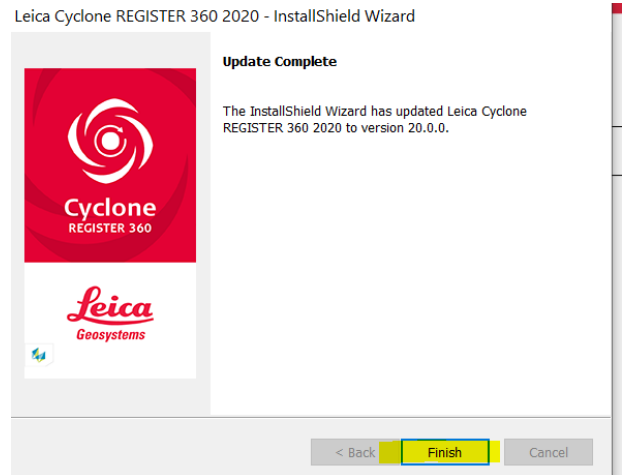 Leica Cyclone REGISTER 360 2020 - InstallShield Wizard
Update Complete
The InstallShield Wizard has updated Leica Cyclone
REGISTER 360 2020 to version 20.0.0.
Cyclone
REGISTER 360
Leica
Geosystems
< Back
Finish
Cancel